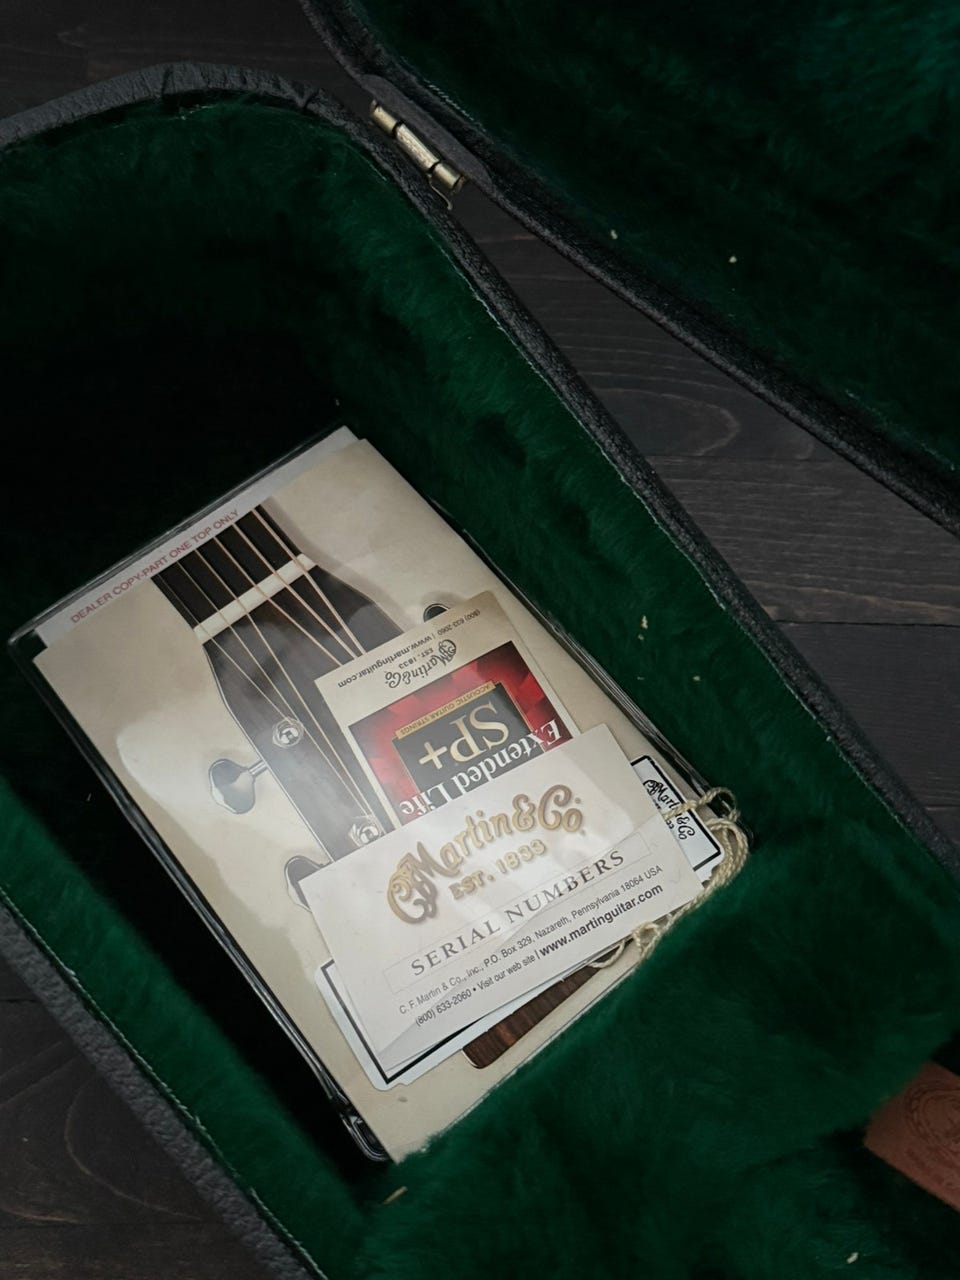 DEALER COPY-PART ONE TOP ONLY
(800) 633-2060 | www.martinguitar.com
Martin & Co.
EST. 1833
ACOUSTIC GUITAR STRINGS
SP+
Extended Life
Martin & Co.
EST. 1833
SERIAL NUMBERS
C. F. Martin & Co., Inc., P.O. Box 329, Nazareth, Pennsylvania 18064 USA
(800) 633-2060 • Visit our web site | www.martinguitar.com
Martin & Co.